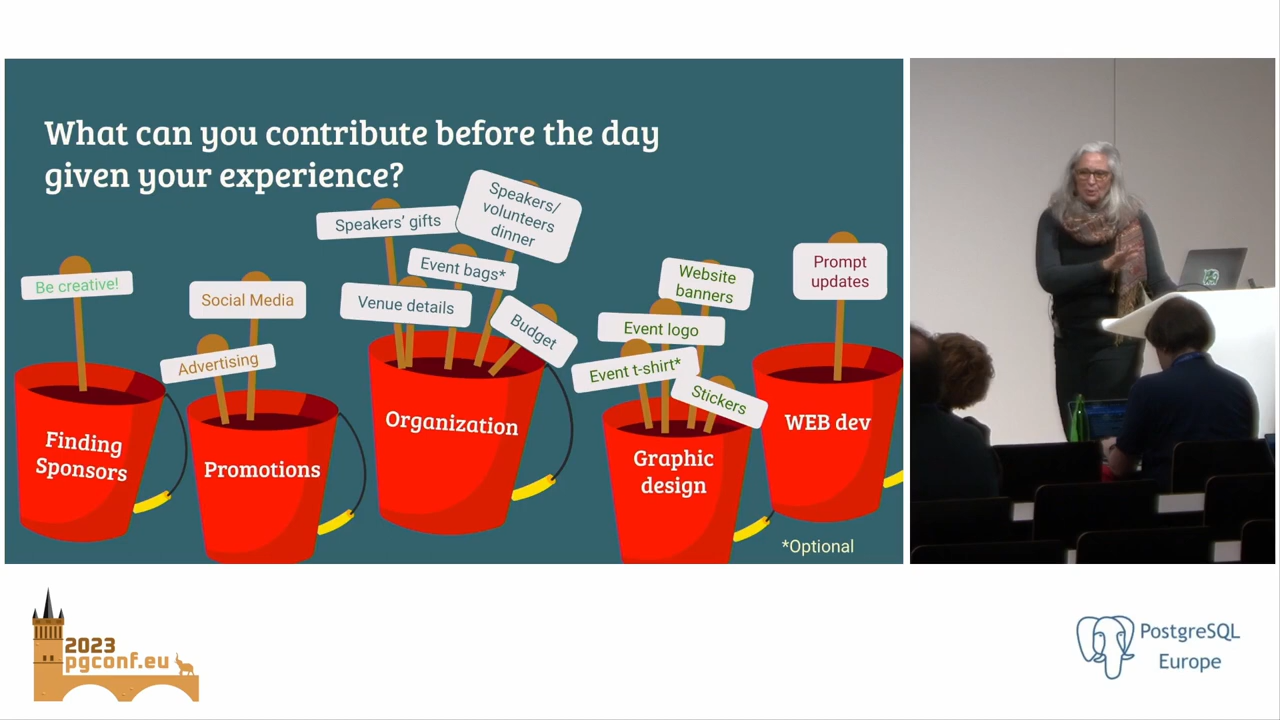 What can you contribute before the day
given your experience?
Be creative!
Finding
Sponsors
Social Media
Advertising
Promotions
Speakers' gifts
Speakers/
volunteers
dinner
Event bags*
Venue details
Budget
Organization
Website
banners
Event logo
Event t-shirt*
Stickers
Graphic
design
Prompt
updates
WEB dev
*Optional
2023
pgconf.eu
PostgreSQL
Europe